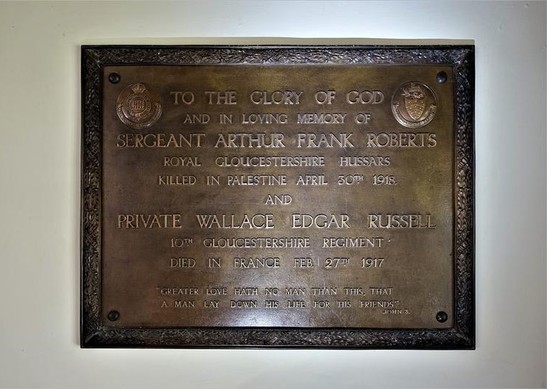 TO THE GLORY OF GOD
AND IN LOVING MEMORY OF
SERGEANT ARTHUR FRANK ROBERTS
ROYAL GLOUCESTERSHIRE HUSSARS
KILLED IN PALESTINE APRIL 30TH 1918.
AND
PRIVATE WALLACE EDGAR RUSSELL
10TH GLOUCESTERSHIRE REGIMENT
DIED IN FRANCE FEB. 27TH 1917
"GREATER LOVE HATH NO MAN THAN THIS, THAT
A MAN LAY DOWN HIS LIFE FOR HIS FRIENDS"
JOHN 3.